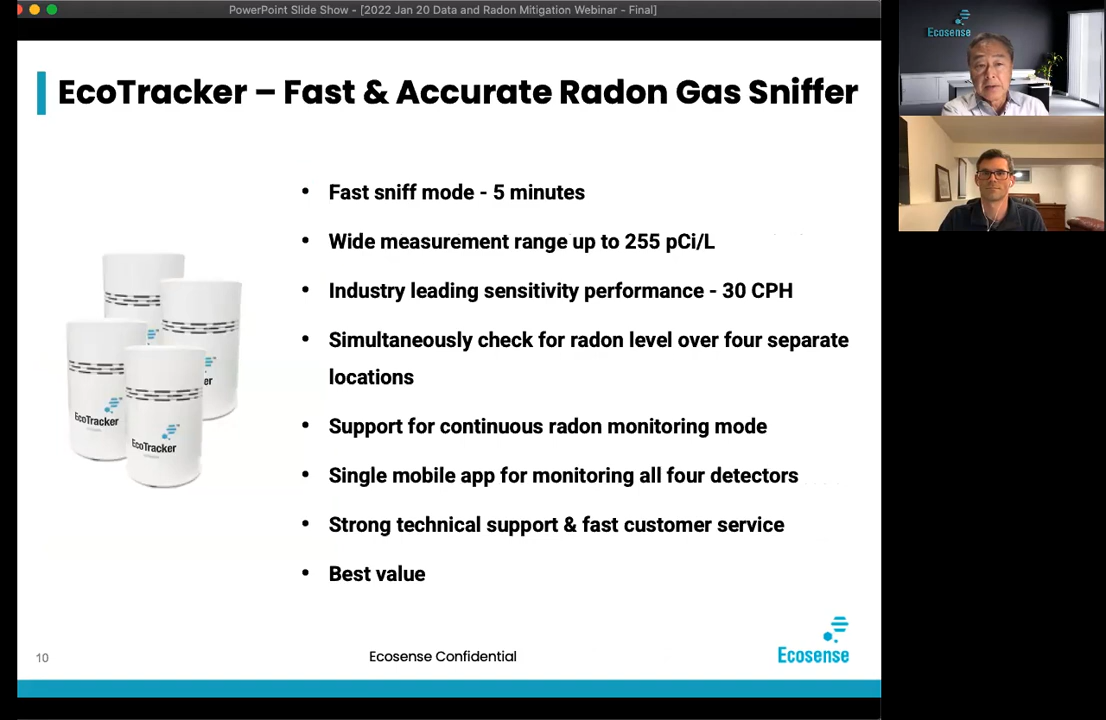 PowerPoint Slide Show - [2022 Jan 20 Data and Radon Mitigation Webinar - Final]
Ecosense
EcoTracker – Fast & Accurate Radon Gas Sniffer
• Fast sniff mode - 5 minutes
• Wide measurement range up to 255 pCi/L
• Industry leading sensitivity performance - 30 CPH
• Simultaneously check for radon level over four separate
locations
• Support for continuous radon monitoring mode
• Single mobile app for monitoring all four detectors
• Strong technical support & fast customer service
• Best value
EcoTracker
EcoTracker
10
Ecosense Confidential
Ecosense